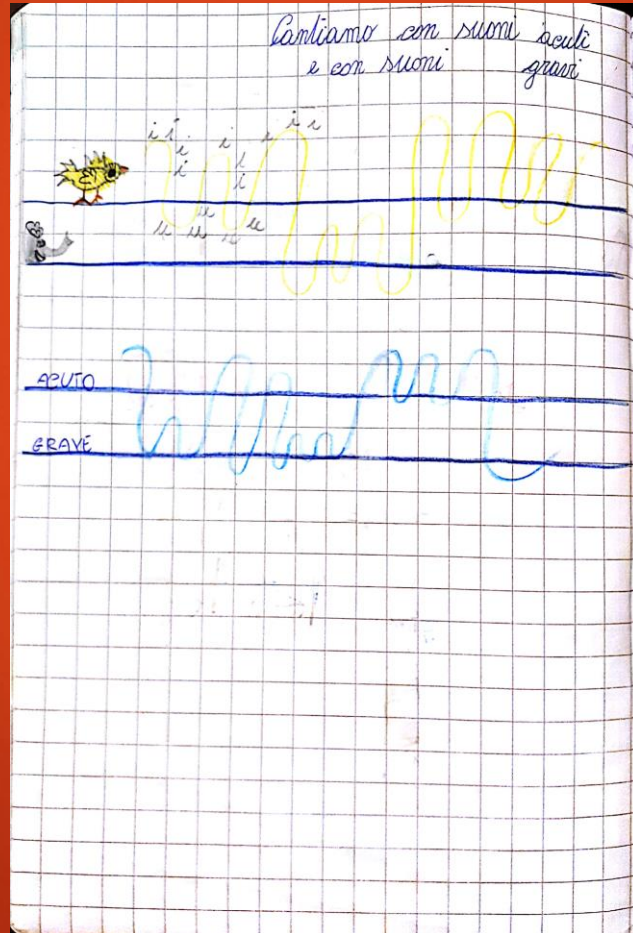 Cantiamo con suoni acuti
e con suoni gravi
i i i i i i i i i i
u u u u u
ACUTO
GRAVE